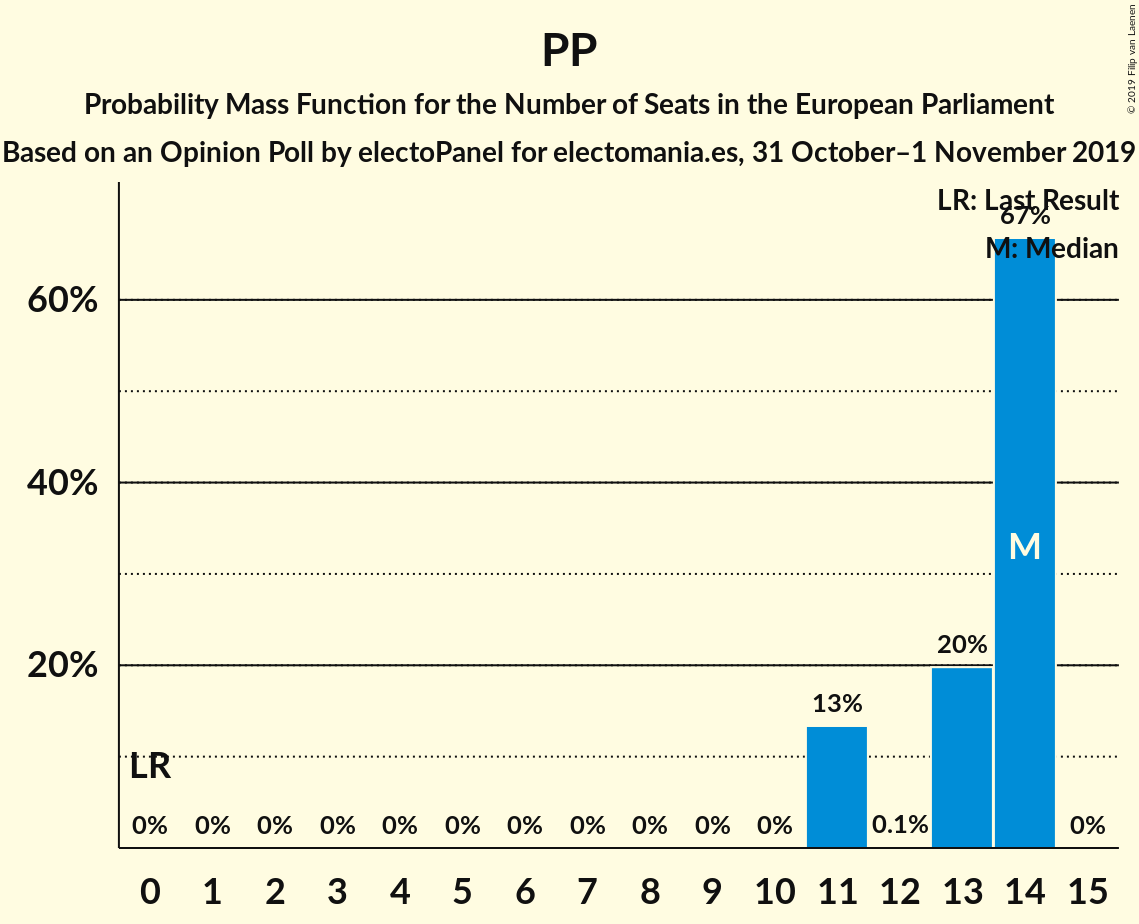 PP
Probability Mass Function for the Number of Seats in the European Parliament
Based on an Opinion Poll by electoPanel for electomania.es, 31 October–1 November 2019
© 2019 Filip van Laenen
LR: Last Result
67%
M: Median
60%
40%
M
20%
20%
13%
LR
0% 0% 0% 0% 0% 0% 0% 0% 0% 0% 0% 0.1% 0%
0 1 2 3 4 5 6 7 8 9 10 11 12 13 14 15